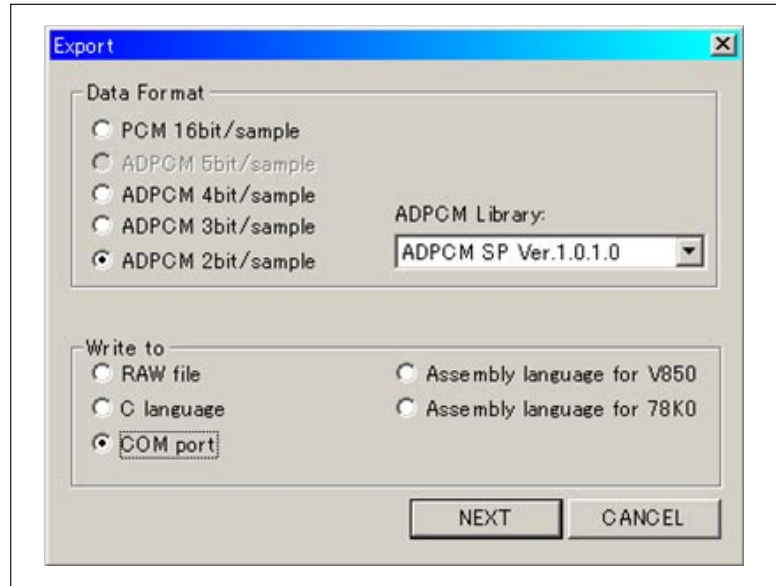 Export
Data Format
PCM 16bit/sample
ADPCM 5bit/sample
ADPCM 4bit/sample
ADPCM 3bit/sample
ADPCM 2bit/sample
ADPCM Library:
ADPCM SP Ver.1.0.1.0
Write to
RAW file
C language
COM port
Assembly language for V850
Assembly language for 78K0
NEXT
CANCEL